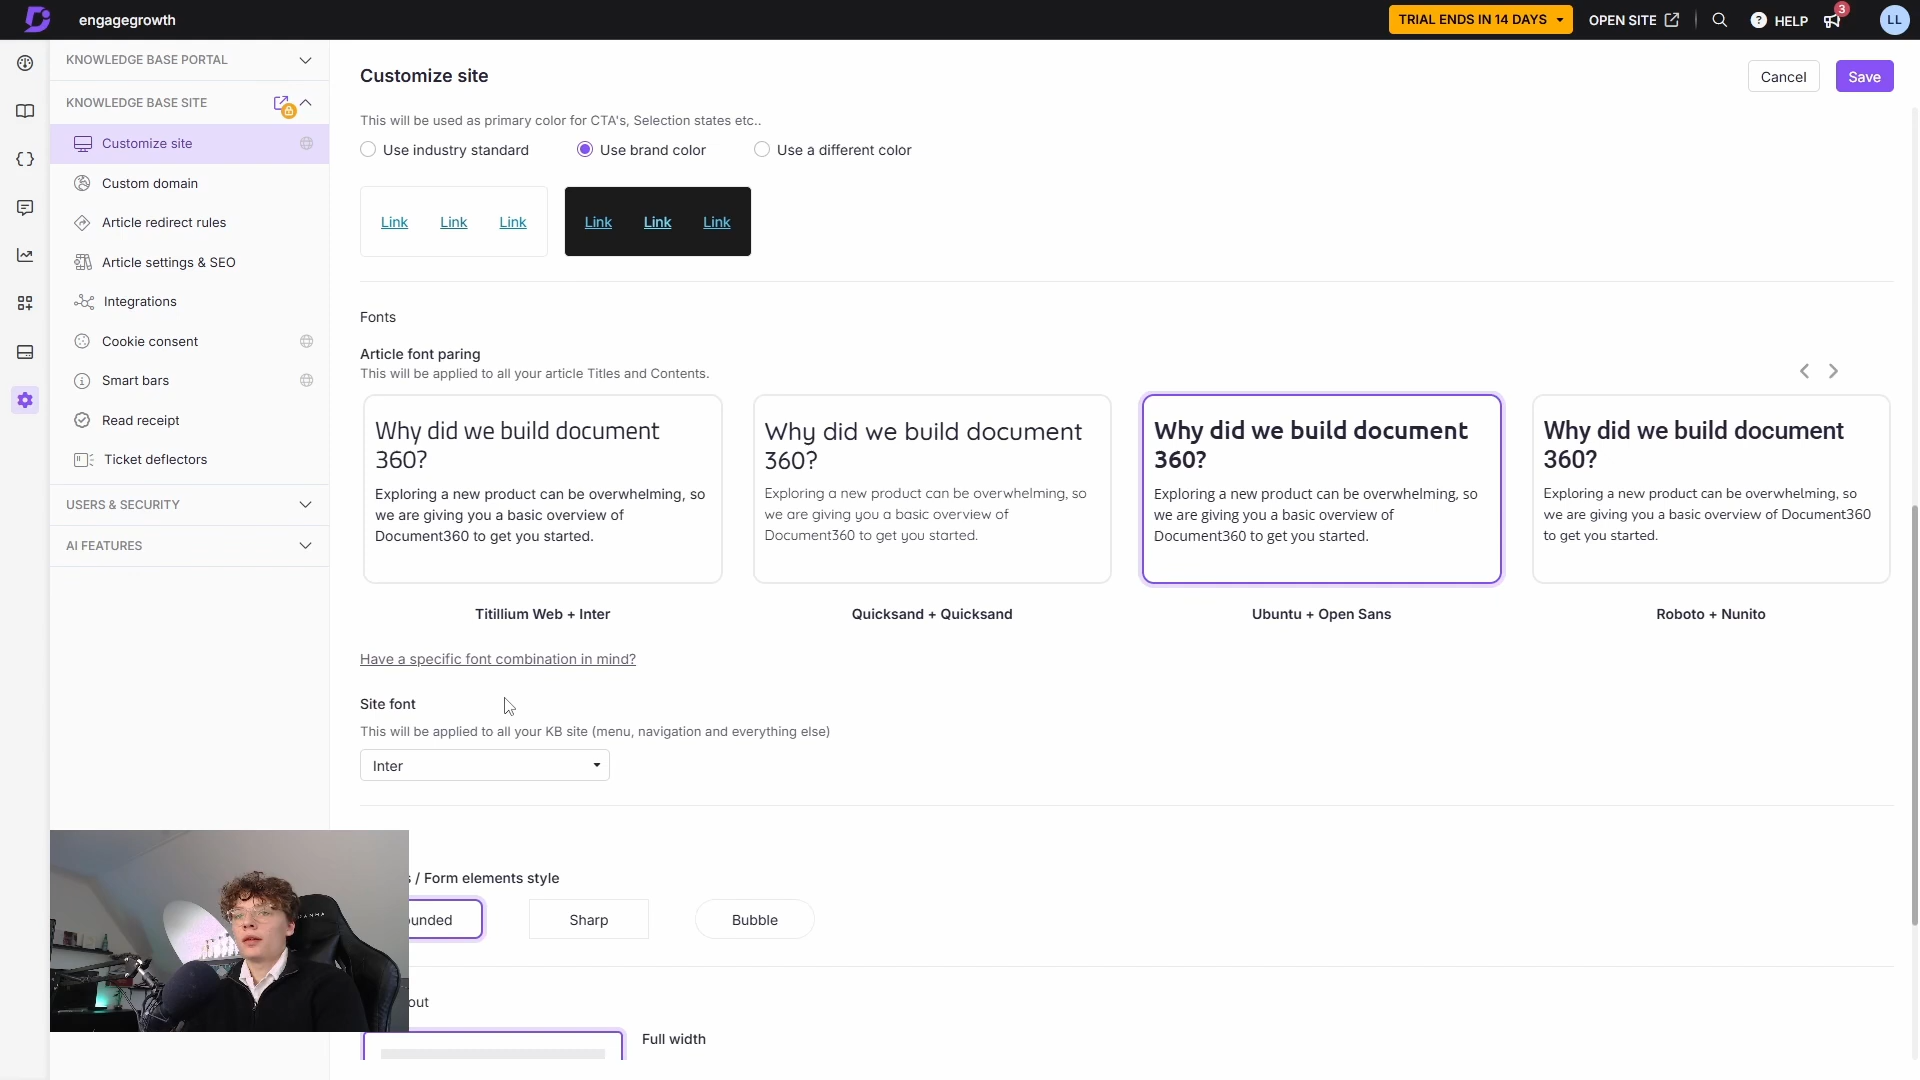 engagegrowth
TRIAL ENDS IN 14 DAYS
OPEN SITE
HELP
3
LL
KNOWLEDGE BASE PORTAL
KNOWLEDGE BASE SITE
Customize site
Custom domain
Article redirect rules
Article settings & SEO
Integrations
Cookie consent
Smart bars
Read receipt
Ticket deflectors
USERS & SECURITY
AI FEATURES
Customize site
Cancel
Save
This will be used as primary color for CTA's, Selection states etc..
Use industry standard
Use brand color
Use a different color
Link Link Link
Link Link Link
Fonts
Article font paring
This will be applied to all your article Titles and Contents.
Why did we build document
360?
Exploring a new product can be overwhelming, so
we are giving you a basic overview of
Document360 to get you started.
Titillium Web + Inter
Why did we build document
360?
Exploring a new product can be overwhelming, so
we are giving you a basic overview of
Document360 to get you started.
Quicksand + Quicksand
Why did we build document
360?
Exploring a new product can be overwhelming, so
we are giving you a basic overview of
Document360 to get you started.
Ubuntu + Open Sans
Why did we build document
360?
Exploring a new product can be overwhelming, so
we are giving you a basic overview of Document360
to get you started.
Roboto + Nunito
Have a specific font combination in mind?
Site font
This will be applied to all your KB site (menu, navigation and everything else)
Inter
/ Form elements style
unded
Sharp
Bubble
out
Full width